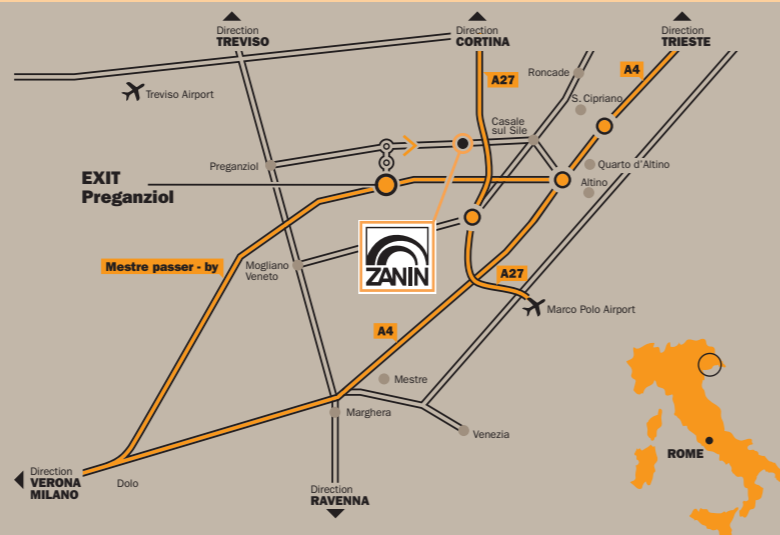 Direction
TREVISO
Direction
CORTINA
Direction
TRIESTE
A27
Roncade
A4
Treviso Airport
S. Cipriano
Casale
sul Sile
Preganziol
Quarto d'Altino
EXIT
Preganziol
Altino
Mestre passer - by
Mogliano
Veneto
ZANIN
A27
Marco Polo Airport
A4
Mestre
Marghera
Venezia
ROME
Direction
VERONA
MILANO
Dolo
Direction
RAVENNA